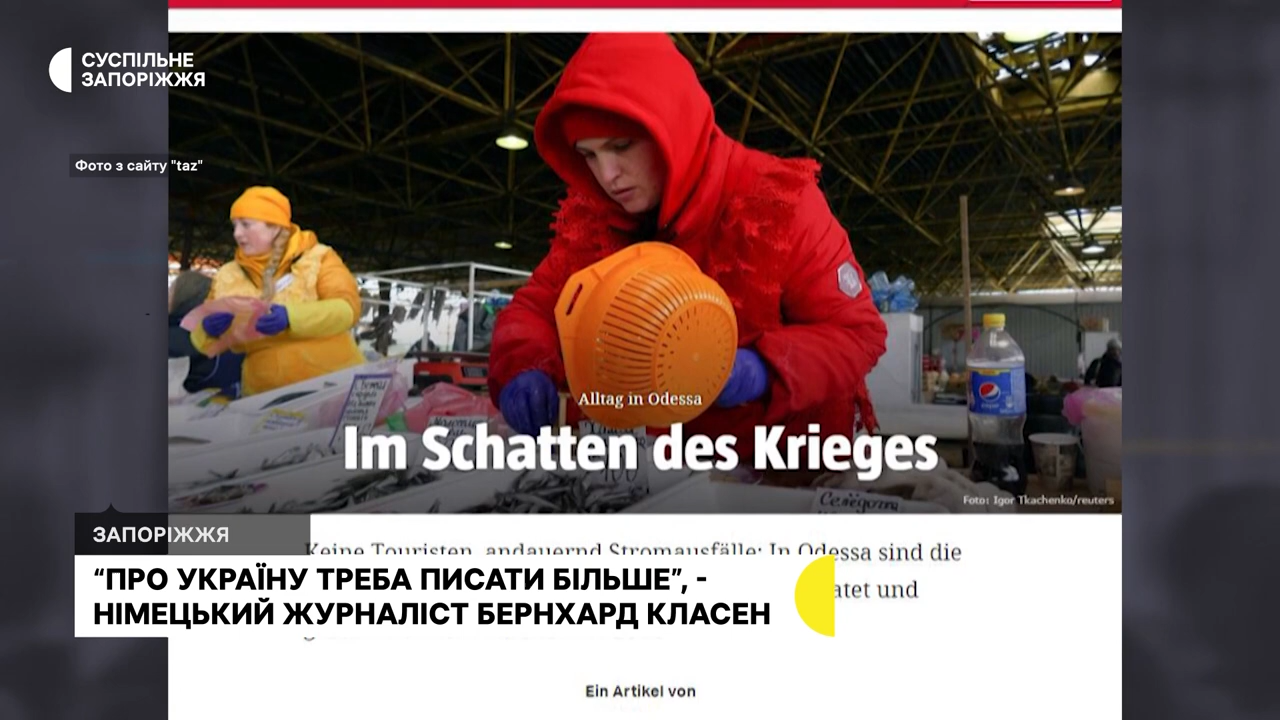 СУСПІЛЬНЕ
ЗАПОРІЖЖЯ
Фото з сайту "taz"
pepsi
Alltag in Odessa
Im Schatten des Krieges
Селёдочка
Foto: Igor Tkachenko/reuters
ЗАПОРІЖЖЯ
Keine Touristen, andauernd Stromausfälle: In Odessa sind die
“ПРО УКРАЇНУ ТРЕБА ПИСАТИ БІЛЬШЕ”, -
НІМЕЦЬКИЙ ЖУРНАЛІСТ БЕРНХАРД КЛАСЕН
und
Ein Artikel von